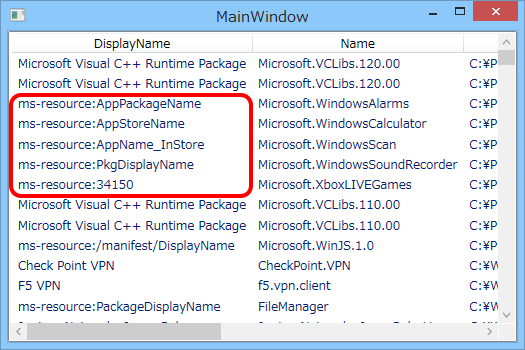 MainWindow
DisplayName Name
Microsoft Visual C++ Runtime Package Microsoft.VCLibs.120.00 C:¥P
Microsoft Visual C++ Runtime Package Microsoft.VCLibs.120.00 C:¥P
ms-resource:AppPackageName Microsoft.WindowsAlarms C:¥P
ms-resource:AppStoreName Microsoft.WindowsCalculator C:¥P
ms-resource:AppName_InStore Microsoft.WindowsScan C:¥P
ms-resource:PkgDisplayName Microsoft.WindowsSoundRecorder C:¥P
ms-resource:34150 Microsoft.XboxLIVEGames C:¥P
Microsoft Visual C++ Runtime Package Microsoft.VCLibs.110.00 C:¥P
Microsoft Visual C++ Runtime Package Microsoft.VCLibs.110.00 C:¥P
ms-resource:/manifest/DisplayName Microsoft.WinJS.1.0 C:¥P
Check Point VPN CheckPoint.VPN C:¥W
F5 VPN f5.vpn.client C:¥W
ms-resource:PackageDisplayName FileManager C:¥W